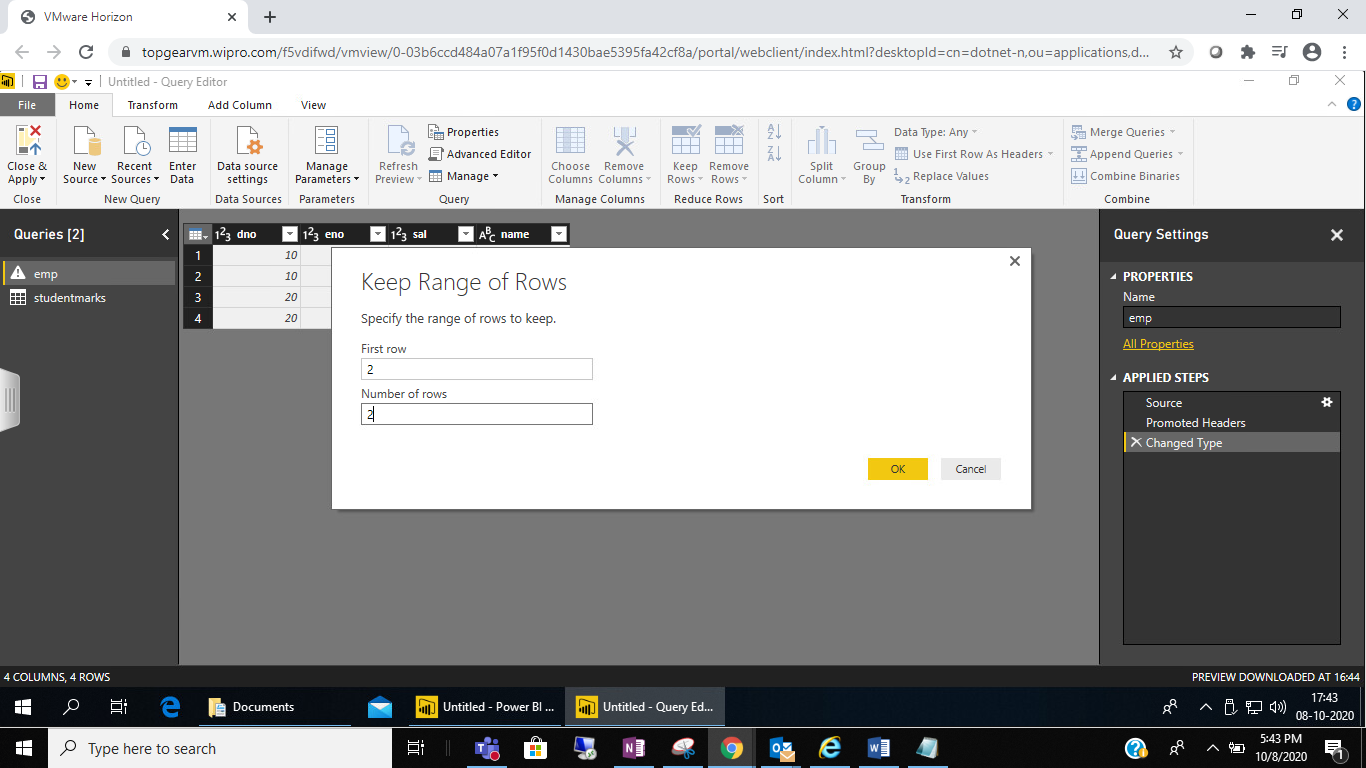 VMware Horizon
topgearvm.wipro.com/f5vdifwd/vmview/0-03b6ccd484a07a1f95f0d1430bae5395fa42cf8a/portal/webclient/index.html?desktopId=cn=dotnet-n,ou=applications,d...
Untitled - Query Editor
File Home Transform Add Column View
Close & Apply New Source Recent Sources Enter Data Data source settings Manage Parameters Refresh Preview Properties Advanced Editor Manage Choose Columns Remove Columns Keep Rows Remove Rows Split Column Group By Data Type: Any Use First Row As Headers Replace Values Merge Queries Append Queries Combine Binaries
Close New Query Data Sources Parameters Query Manage Columns Reduce Rows Sort Transform Combine
Queries [2]
emp
studentmarks
dno eno sal name
1 10
2 10
3 20
4 20
Keep Range of Rows
Specify the range of rows to keep.
First row
2
Number of rows
2
OK Cancel
Query Settings
PROPERTIES
Name
emp
All Properties
APPLIED STEPS
Source
Promoted Headers
Changed Type
4 COLUMNS, 4 ROWS PREVIEW DOWNLOADED AT 16:44
Documents Untitled - Power BI ... Untitled - Query Ed... 17:43
08-10-2020
Type here to search 5:43 PM
10/8/2020